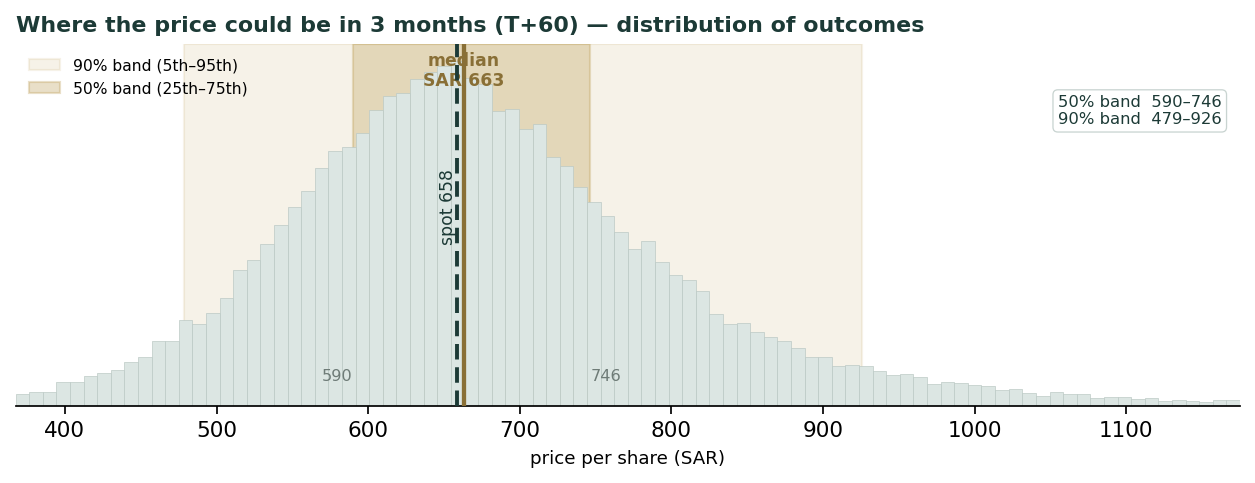 Where the price could be in 3 months (T+60) — distribution of outcomes
90% band (5th–95th)
50% band (25th–75th)
median
SAR 663
50% band  590–746
90% band  479–926
spot 658
590
746
400
500
600
700
800
900
1000
1100
price per share (SAR)